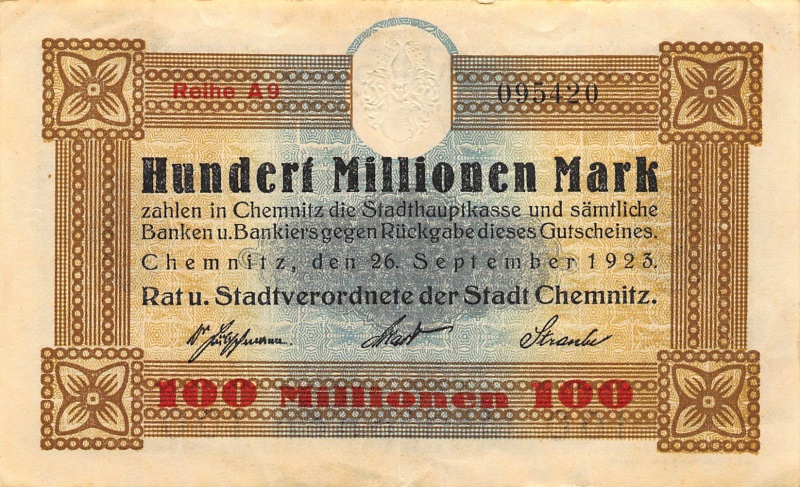 Reihe A9
095420
Hundert Millionen Mark
zahlen in Chemnitz die Stadthauptkasse und sämtliche
Banken u. Bankiers gegen Rückgabe dieses Gutscheines.
Chemnitz, den 26. September 1923.
Rat u. Stadtverordnete der Stadt Chemnitz.
Straube
100 Millionen 100